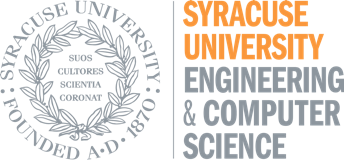 SYRACUSE UNIVERSITY
FOUNDED A·D·1870
SUOS
CULTORES
SCIENTIA
CORONAT
SYRACUSE
UNIVERSITY
ENGINEERING
& COMPUTER
SCIENCE